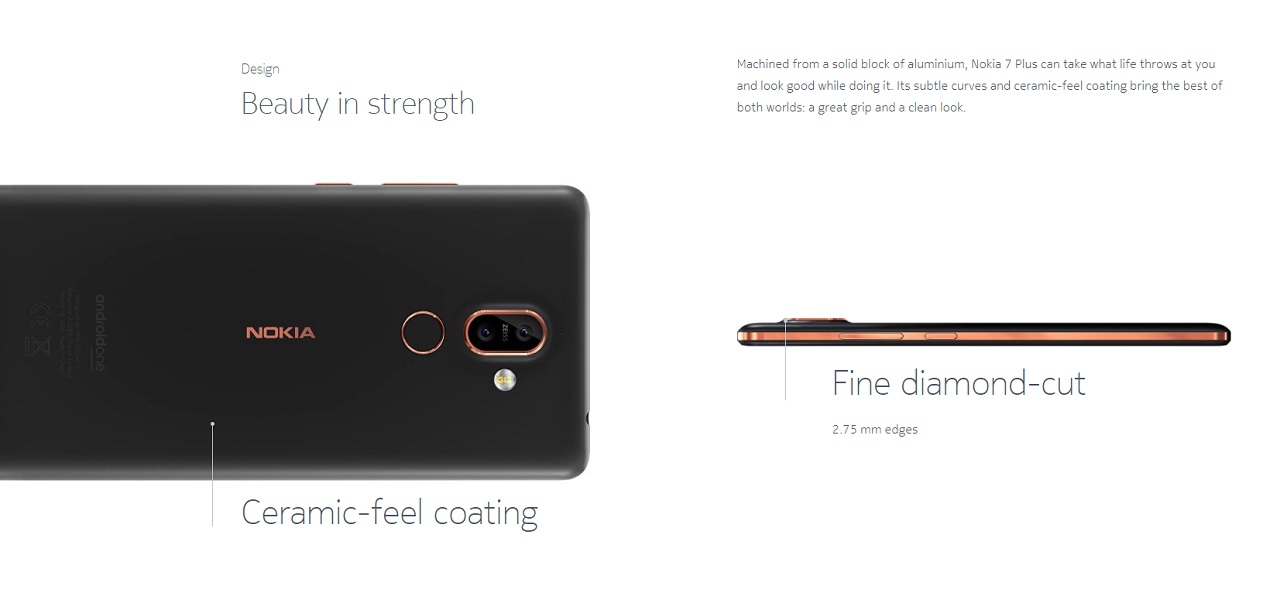 Design
Beauty in strength
Machined from a solid block of aluminium, Nokia 7 Plus can take what life throws at you
and look good while doing it. Its subtle curves and ceramic-feel coating bring the best of
both worlds: a great grip and a clean look.
androidone
NOKIA
ZEISS
Fine diamond-cut
2.75 mm edges
Ceramic-feel coating